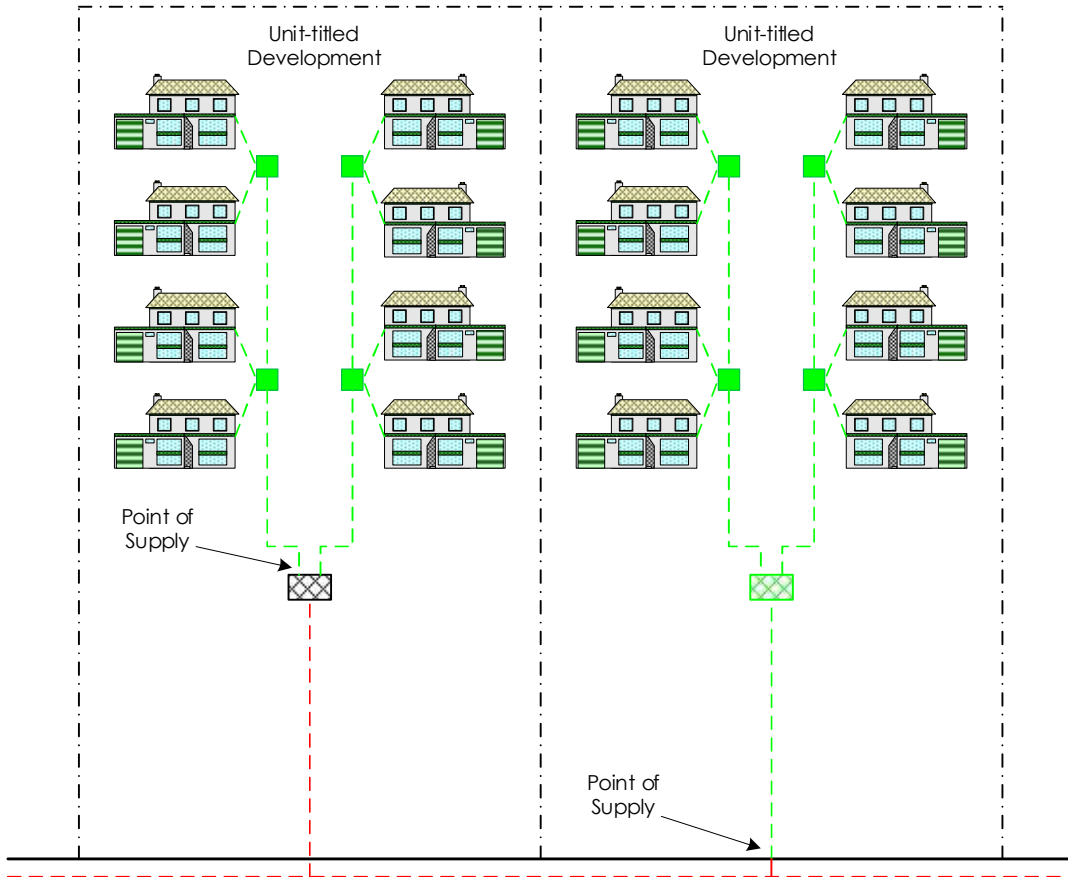 Unit-titled
Development
Unit-titled
Development
Point of
Supply
Point of
Supply